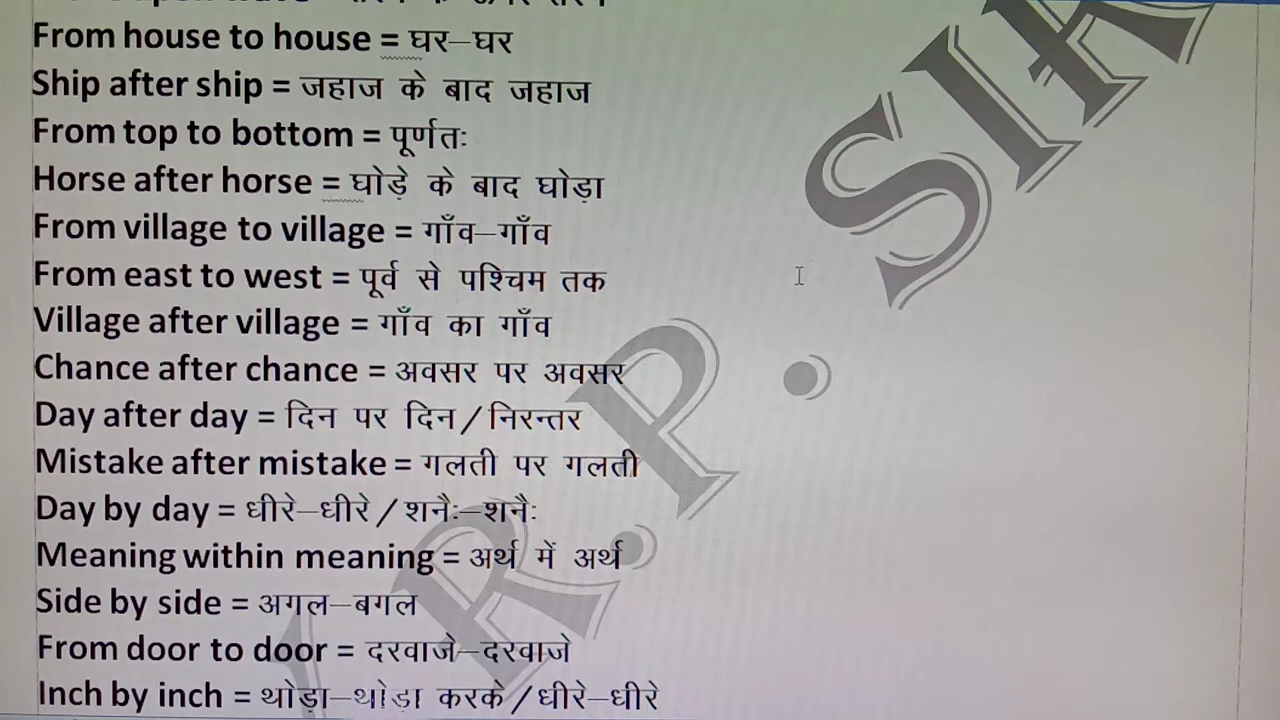 From house to house = घर–घर
Ship after ship = जहाज के बाद जहाज
From top to bottom = पूर्णतः
Horse after horse = घोड़े के बाद घोड़ा
From village to village = गाँव–गाँव
From east to west = पूर्व से पश्चिम तक
Village after village = गाँव का गाँव
Chance after chance = अवसर पर अवसर
Day after day = दिन पर दिन / निरन्तर
Mistake after mistake = गलती पर गलती
Day by day = धीरे–धीरे / शनैः–शनैः
Meaning within meaning = अर्थ में अर्थ
Side by side = अगल–बगल
From door to door = दरवाजे–दरवाजे
Inch by inch = थोड़ा–थोड़ा करके / धीरे–धीरे
R.P. SIR